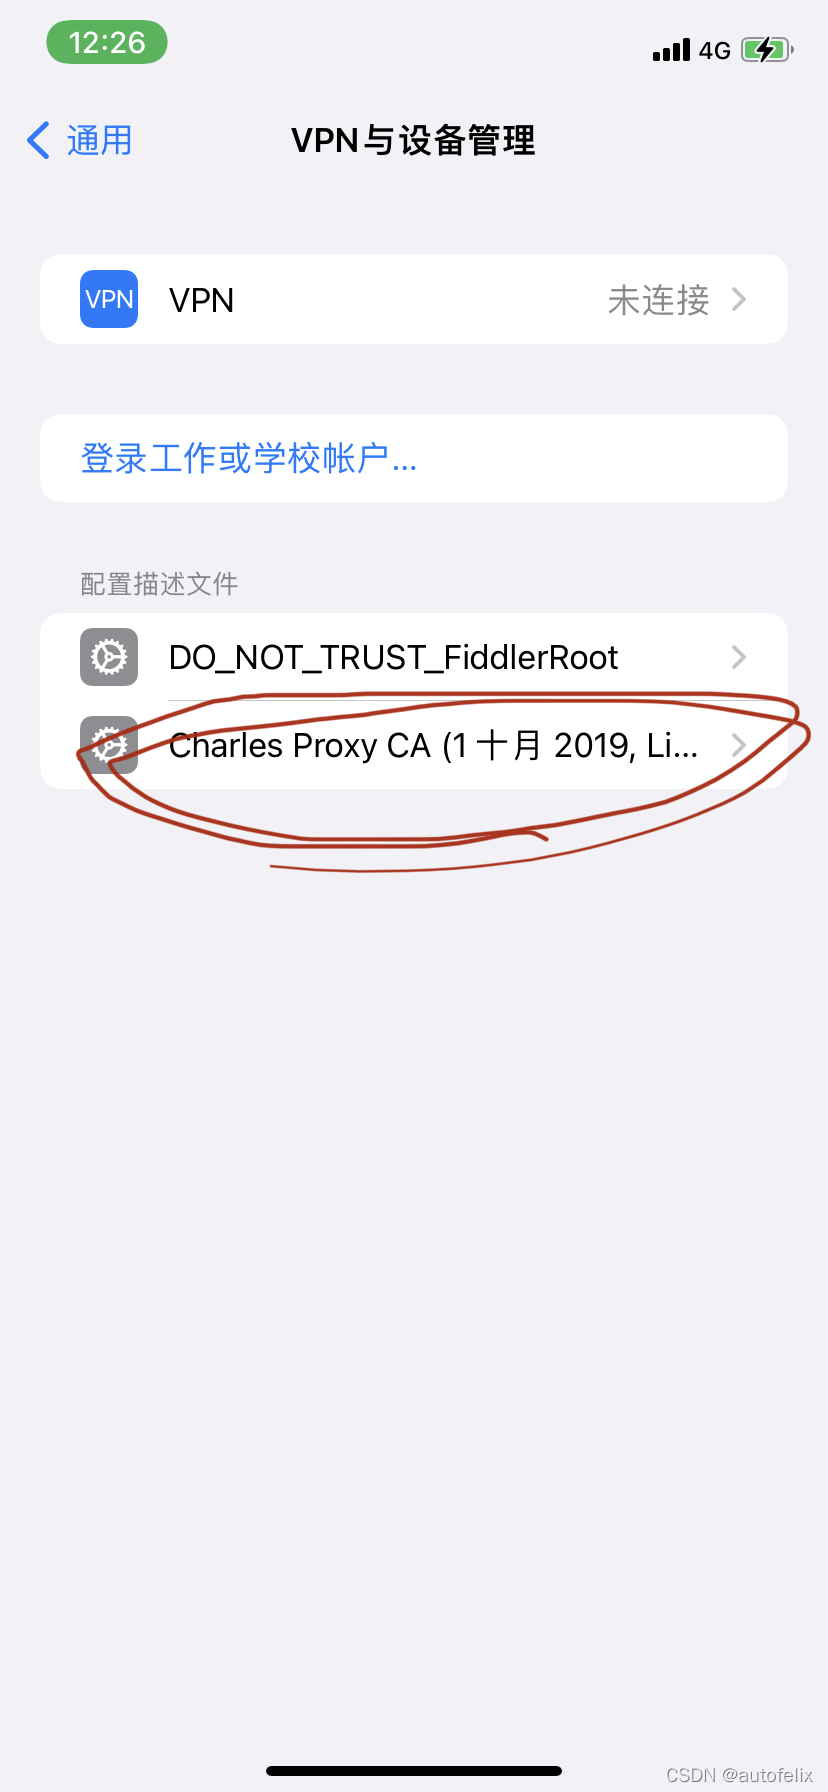 12:26
4G
通用
VPN与设备管理
VPN VPN 未连接
登录工作或学校帐户...
配置描述文件
DO_NOT_TRUST_FiddlerRoot
Charles Proxy CA (1 十月 2019, Li...
CSDN @autofelix